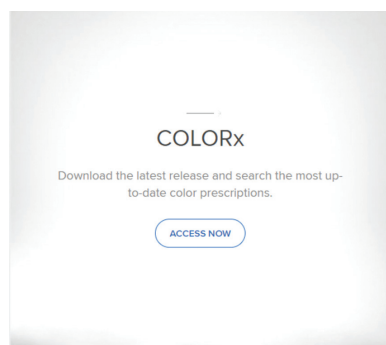 COLORx
Download the latest release and search the most up-
to-date color prescriptions.
ACCESS NOW